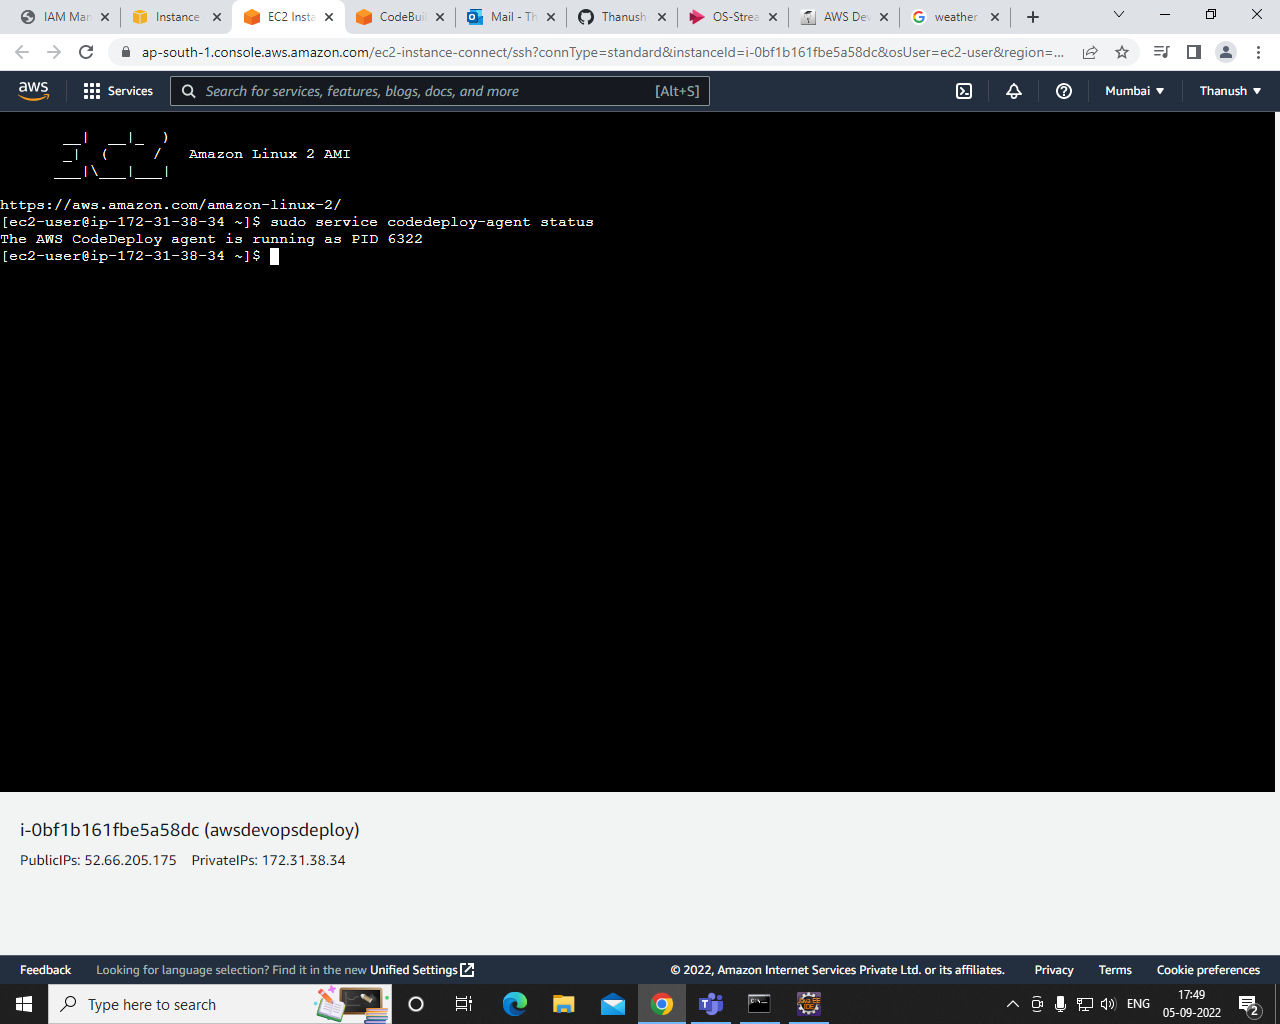 IAM Man
Instance
EC2 Insta
CodeBuil
Mail - Th
Thanush
OS-Strea
AWS Dev
weather
ap-south-1.console.aws.amazon.com/ec2-instance-connect/ssh?connType=standard&instanceId=i-0bf1b161fbe5a58dc&osUser=ec2-user&region=...
aws
Services
Search for services, features, blogs, docs, and more
[Alt+S]
Mumbai
Thanush
       __|  __|_  )
       _|  (     /   Amazon Linux 2 AMI
      ___|\___|___|
https://aws.amazon.com/amazon-linux-2/
[ec2-user@ip-172-31-38-34 ~]$ sudo service codedeploy-agent status
The AWS CodeDeploy agent is running as PID 6322
[ec2-user@ip-172-31-38-34 ~]$
i-0bf1b161fbe5a58dc (awsdevopsdeploy)
PublicIPs: 52.66.205.175 PrivateIPs: 172.31.38.34
Feedback
Looking for language selection? Find it in the new Unified Settings
© 2022, Amazon Internet Services Private Ltd. or its affiliates.
Privacy
Terms
Cookie preferences
Type here to search
ENG
17:49
05-09-2022
2